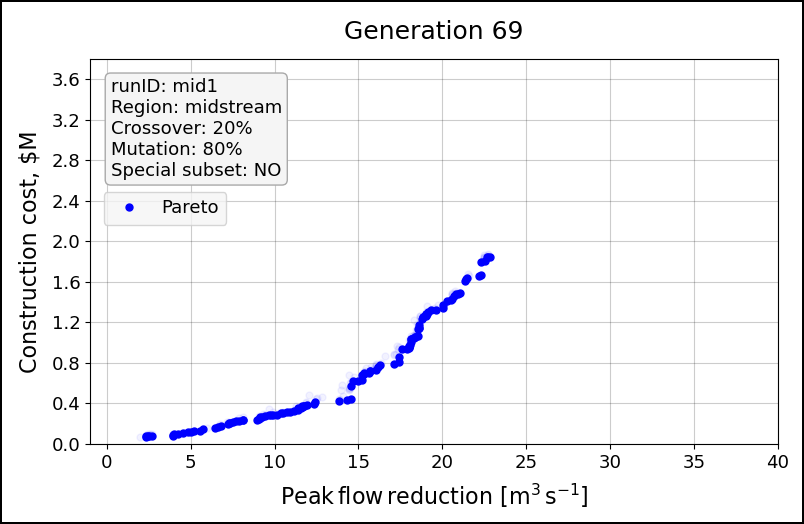 Generation 69
runID: mid1
Region: midstream
Crossover: 20%
Mutation: 80%
Special subset: NO
Pareto
Construction cost, $M
3.6
3.2
2.8
2.4
2.0
1.6
1.2
0.8
0.4
0.0
0 5 10 15 20 25 30 35 40
Peak flow reduction [m³ s⁻¹]